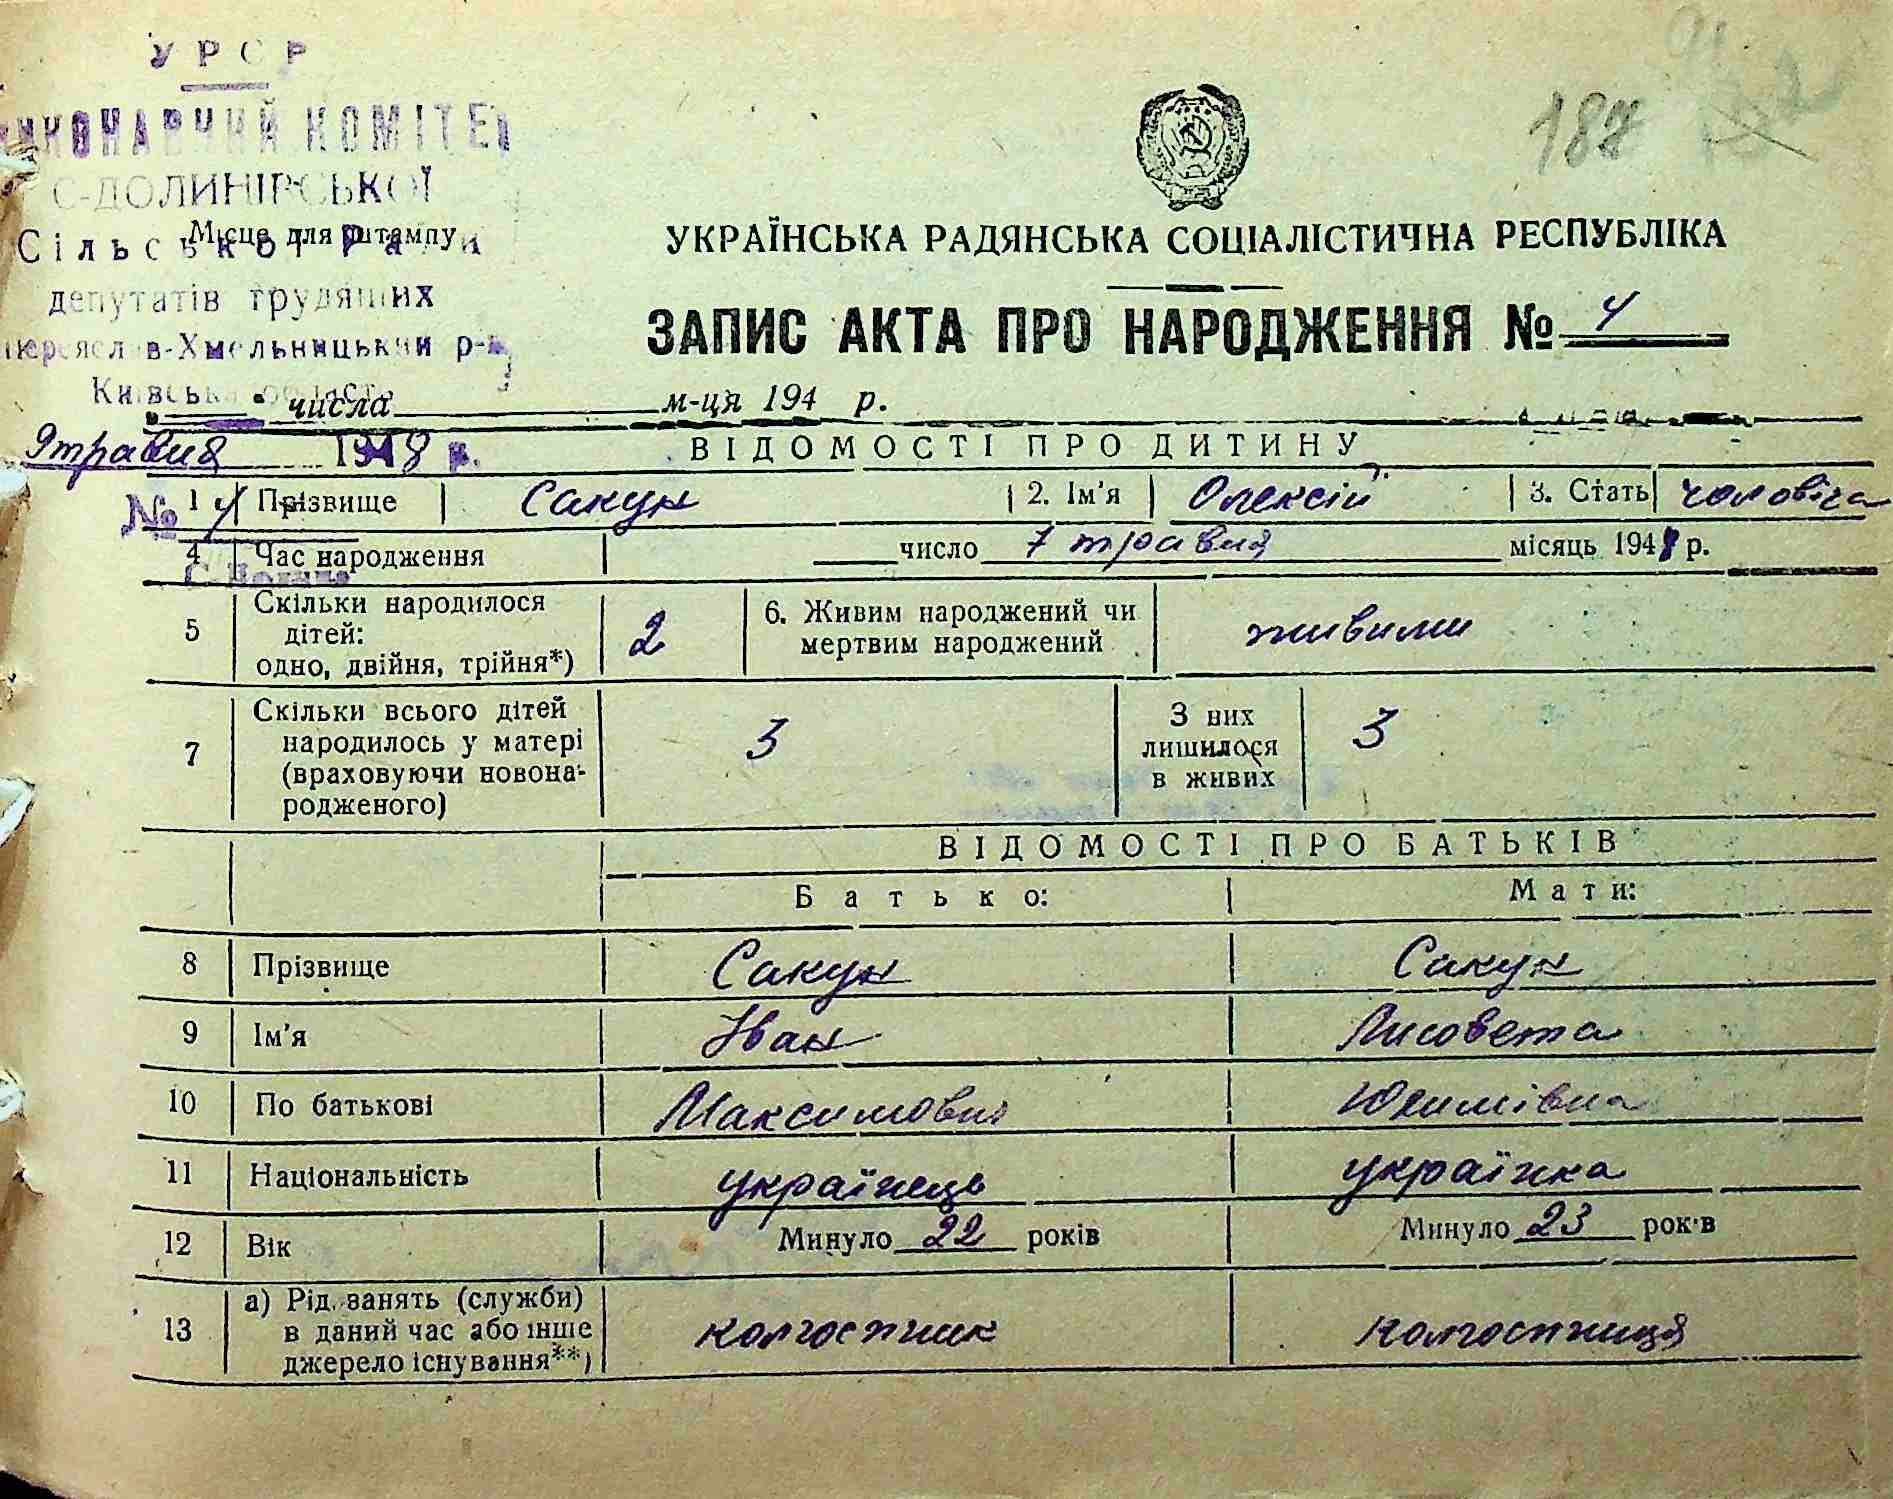 УРСР
ВИКОНАВЧИЙ КОМІТЕТ
С-ДОЛИНІРСЬКОЇ
Сільської Ради
Місце для штампу
депутатів трудящих
Переяслав-Хмельницький р-н
Київська область
187
УКРАЇНСЬКА РАДЯНСЬКА СОЦІАЛІСТИЧНА РЕСПУБЛІКА
ЗАПИС АКТА ПРО НАРОДЖЕННЯ № 4
числа м-ця 194 р.
9 травня 1948 р.
№ 4
ВІДОМОСТІ ПРО ДИТИНУ
1 Прізвище Сакун 2. Ім'я Олексій 3. Стать чоловіча
4 Час народження число 7 травня місяць 1948 р.
5 Скільки народилося дітей: одно, двійня, трійня*) 2 6. Живим народжений чи мертвим народжений живими
7 Скільки всього дітей народилось у матері (враховуючи новонародженого) 3 З них лишилося в живих 3
ВІДОМОСТІ ПРО БАТЬКІВ
Батько: Мати:
8 Прізвище Сакун Сакун
9 Ім'я Іван Лисовета
10 По батькові Максимович Юхимівна
11 Національність українець українка
12 Вік Минуло 22 років Минуло 23 рок в
13 а) Рід занять (служби) в даний час або інше джерело існування**) колгоспник колгоспниця